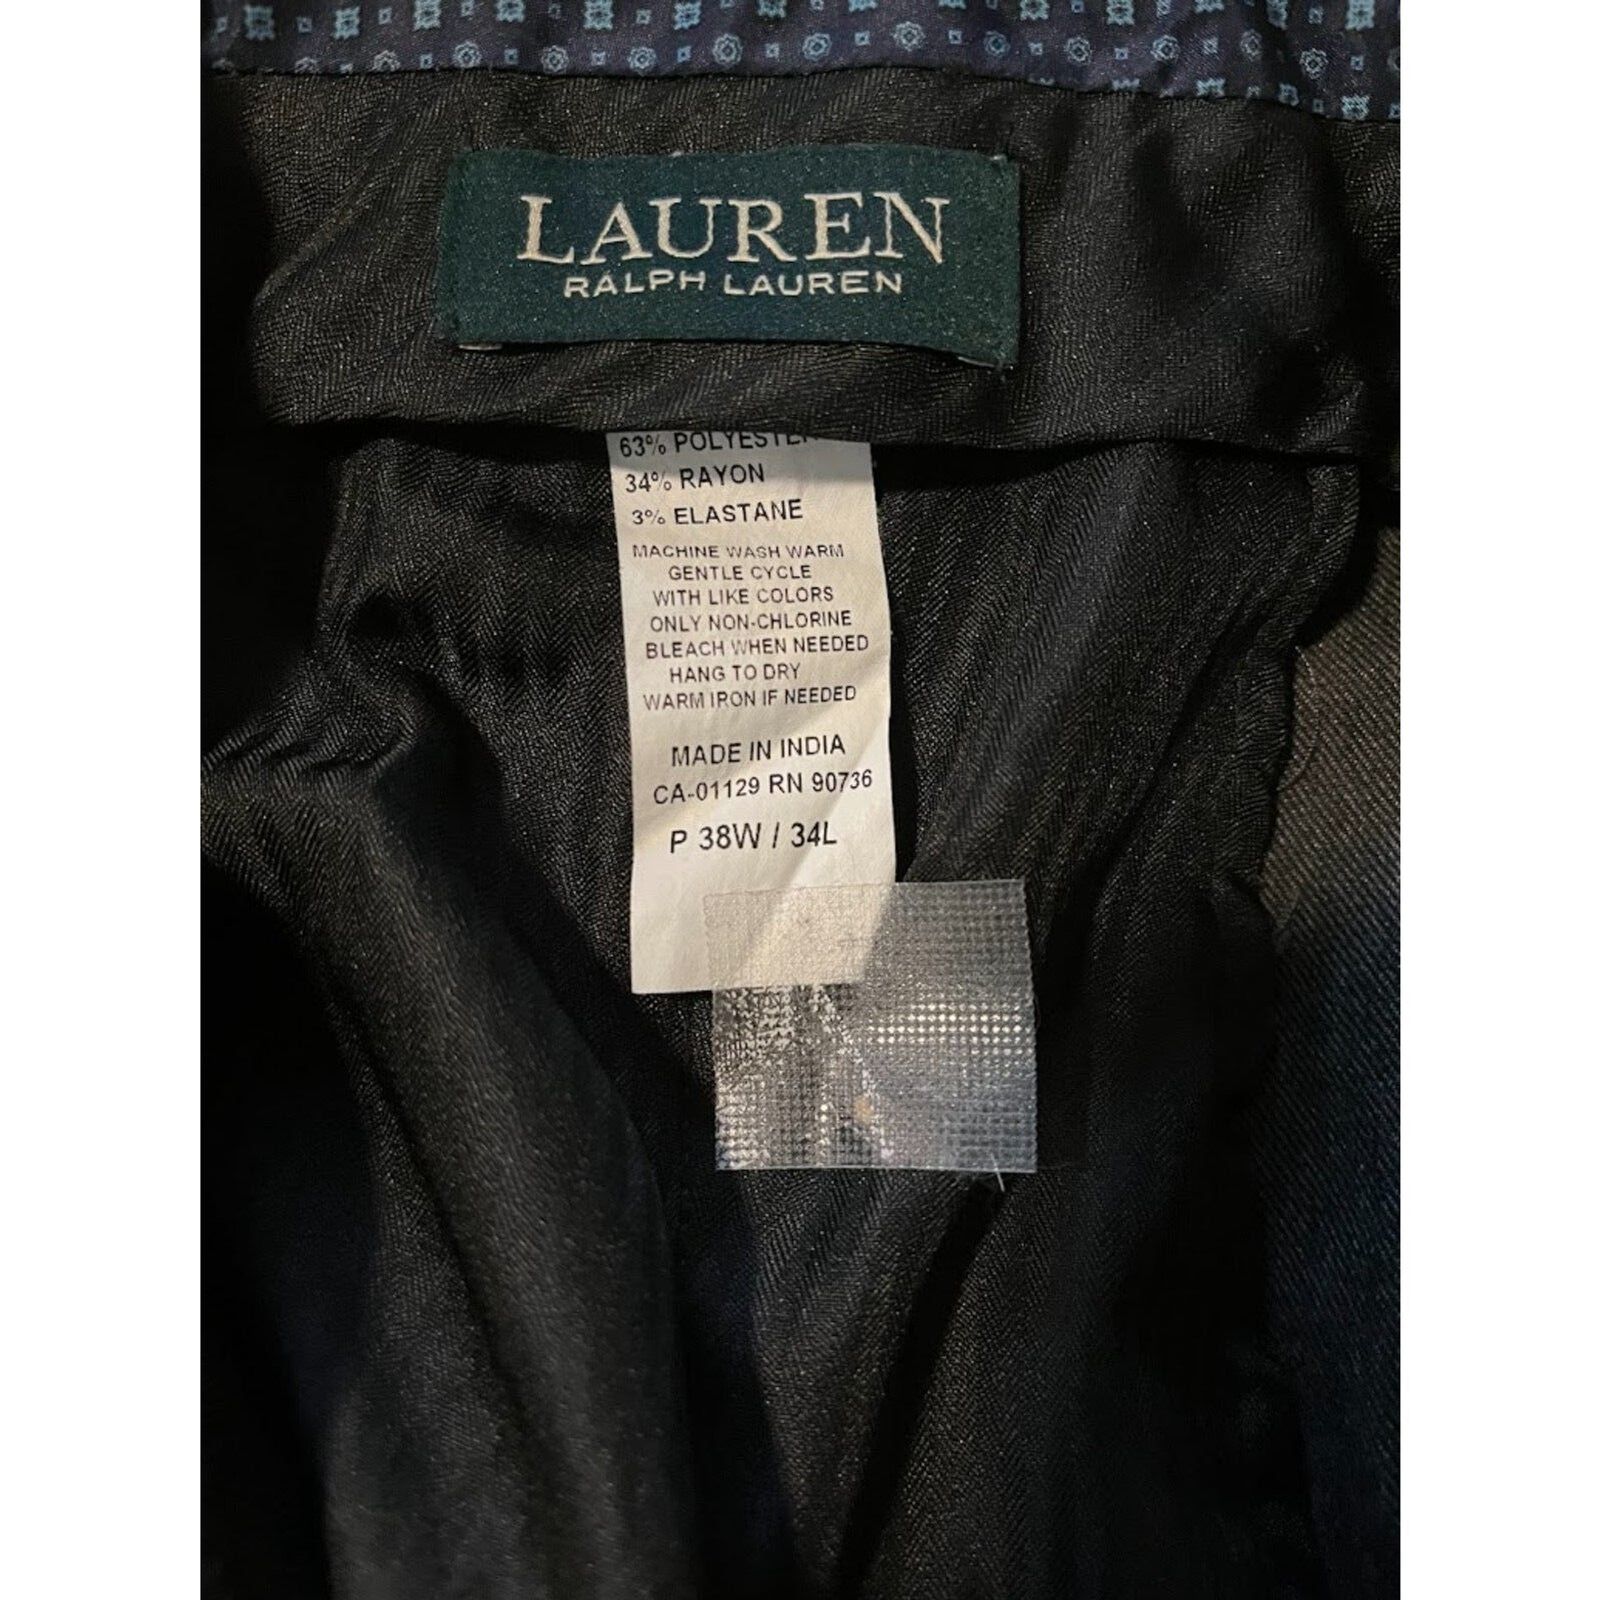 LAUREN
RALPH LAUREN
63% POLYESTER
34% RAYON
3% ELASTANE
MACHINE WASH WARM
GENTLE CYCLE
WITH LIKE COLORS
ONLY NON-CHLORINE
BLEACH WHEN NEEDED
HANG TO DRY
WARM IRON IF NEEDED
MADE IN INDIA
CA-01129 RN 90736
P 38W / 34L